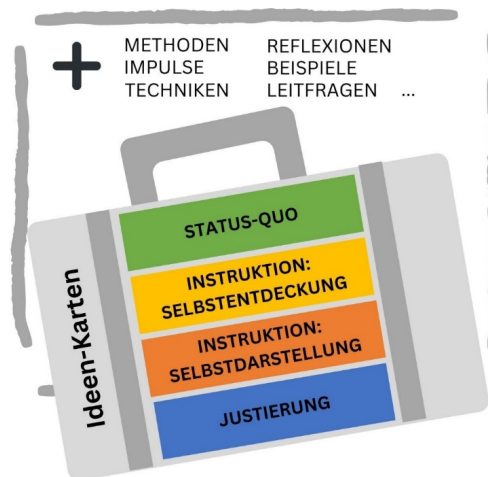 + METHODEN REFLEXIONEN
IMPULSE BEISPIELE
TECHNIKEN LEITFRAGEN ...
Ideen-Karten
STATUS-QUO
INSTRUKTION:
SELBSTENTDECKUNG
INSTRUKTION:
SELBSTDARSTELLUNG
JUSTIERUNG